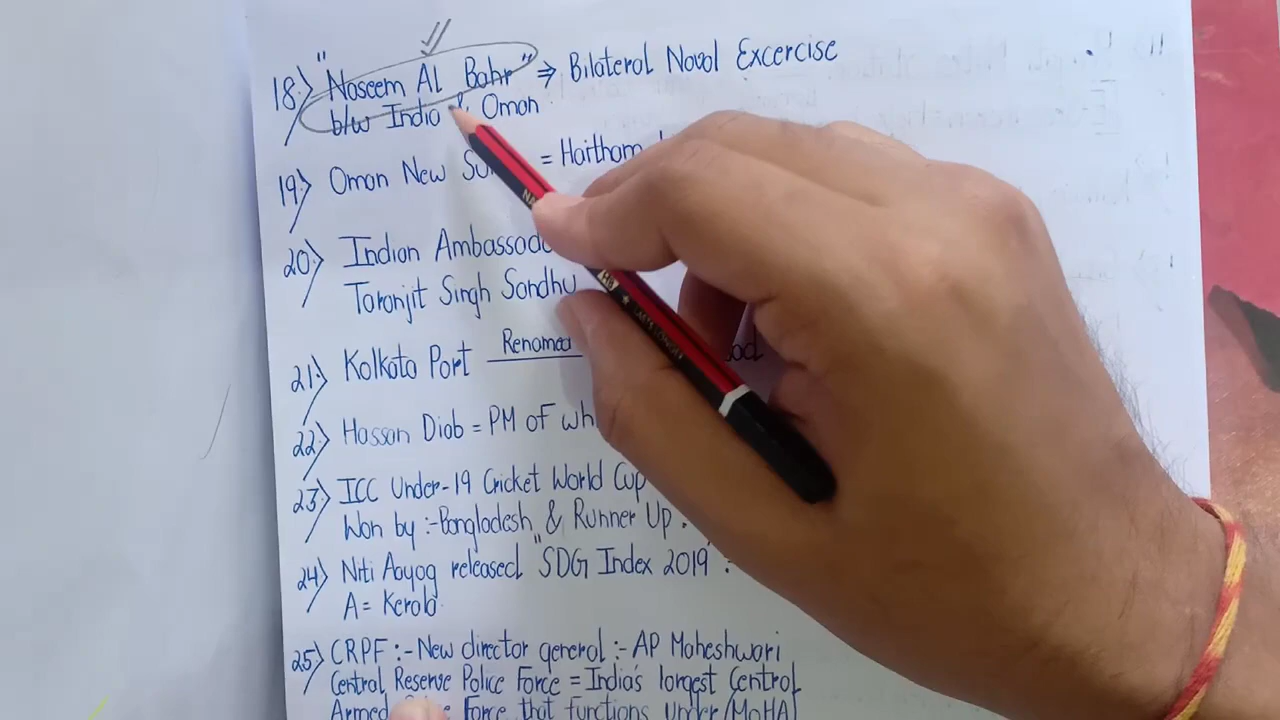 18) "Naseem Al Bahr" ⇒ Bilateral Naval Excercise
b/w India & Oman
19) Oman New = Haitham
20) Indian
Taranjit Singh Sandhu
21) Kolkata Port Renamed
22) Hassan Diab = PM of
23) ICC Under-19 Cricket World Cup
Won by :- Bangladesh & Runner Up
24) Niti Aayog released "SDG Index 2019" :-
A = Kerala
25) CRPF :- New director general :- AP Maheshwari
Central Reserve Police Force = India's largest Central
Armed Force that functions under MoHA